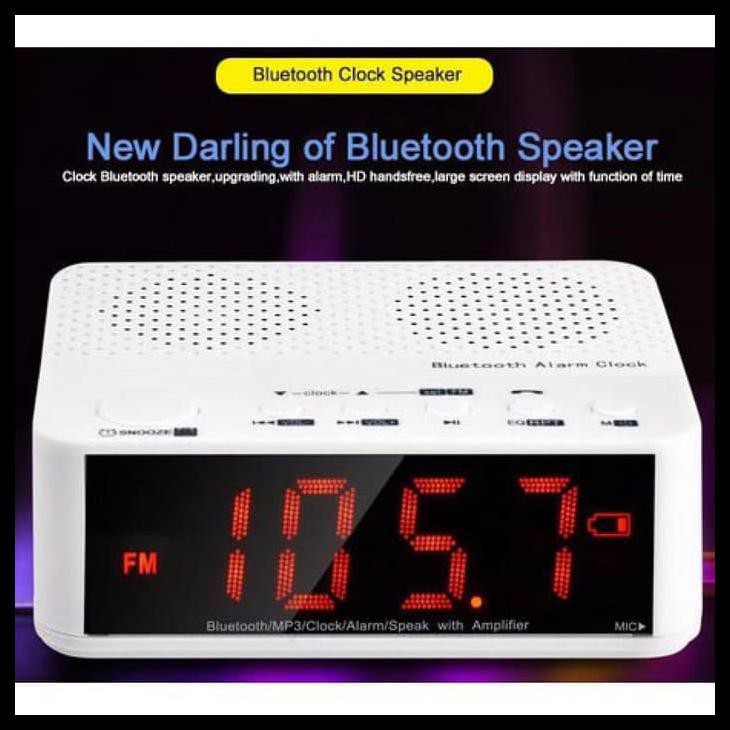 Bluetooth Clock Speaker
New Darling of Bluetooth Speaker
Clock Bluetooth speaker,upgrading,with alarm,HD handsfree,large screen display with function of time
Bluetooth Alarm Clock
clock
SNOOZE
VOL-
VOL+
EQ
M
FM
105.7
Bluetooth/MP3/Clock/Alarm/Speak with Amplifier
MIC